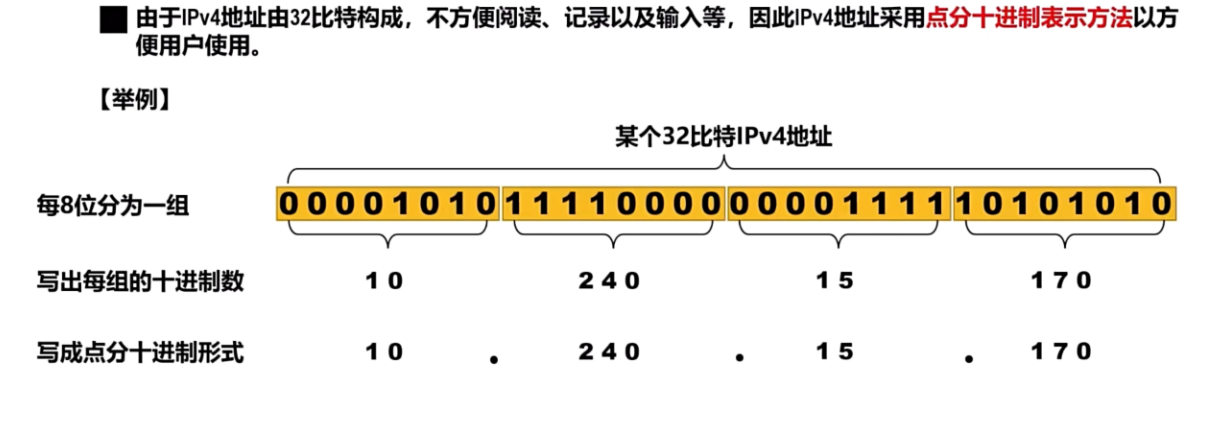 由于IPv4地址由32比特构成，不方便阅读、记录以及输入等，因此IPv4地址采用点分十进制表示方法以方
便用户使用。
【举例】
某个32比特IPv4地址
每8位分为一组 00001010 11110000 00001111 10101010
写出每组的十进制数 10 240 15 170
写成点分十进制形式 10 . 240 . 15 . 170